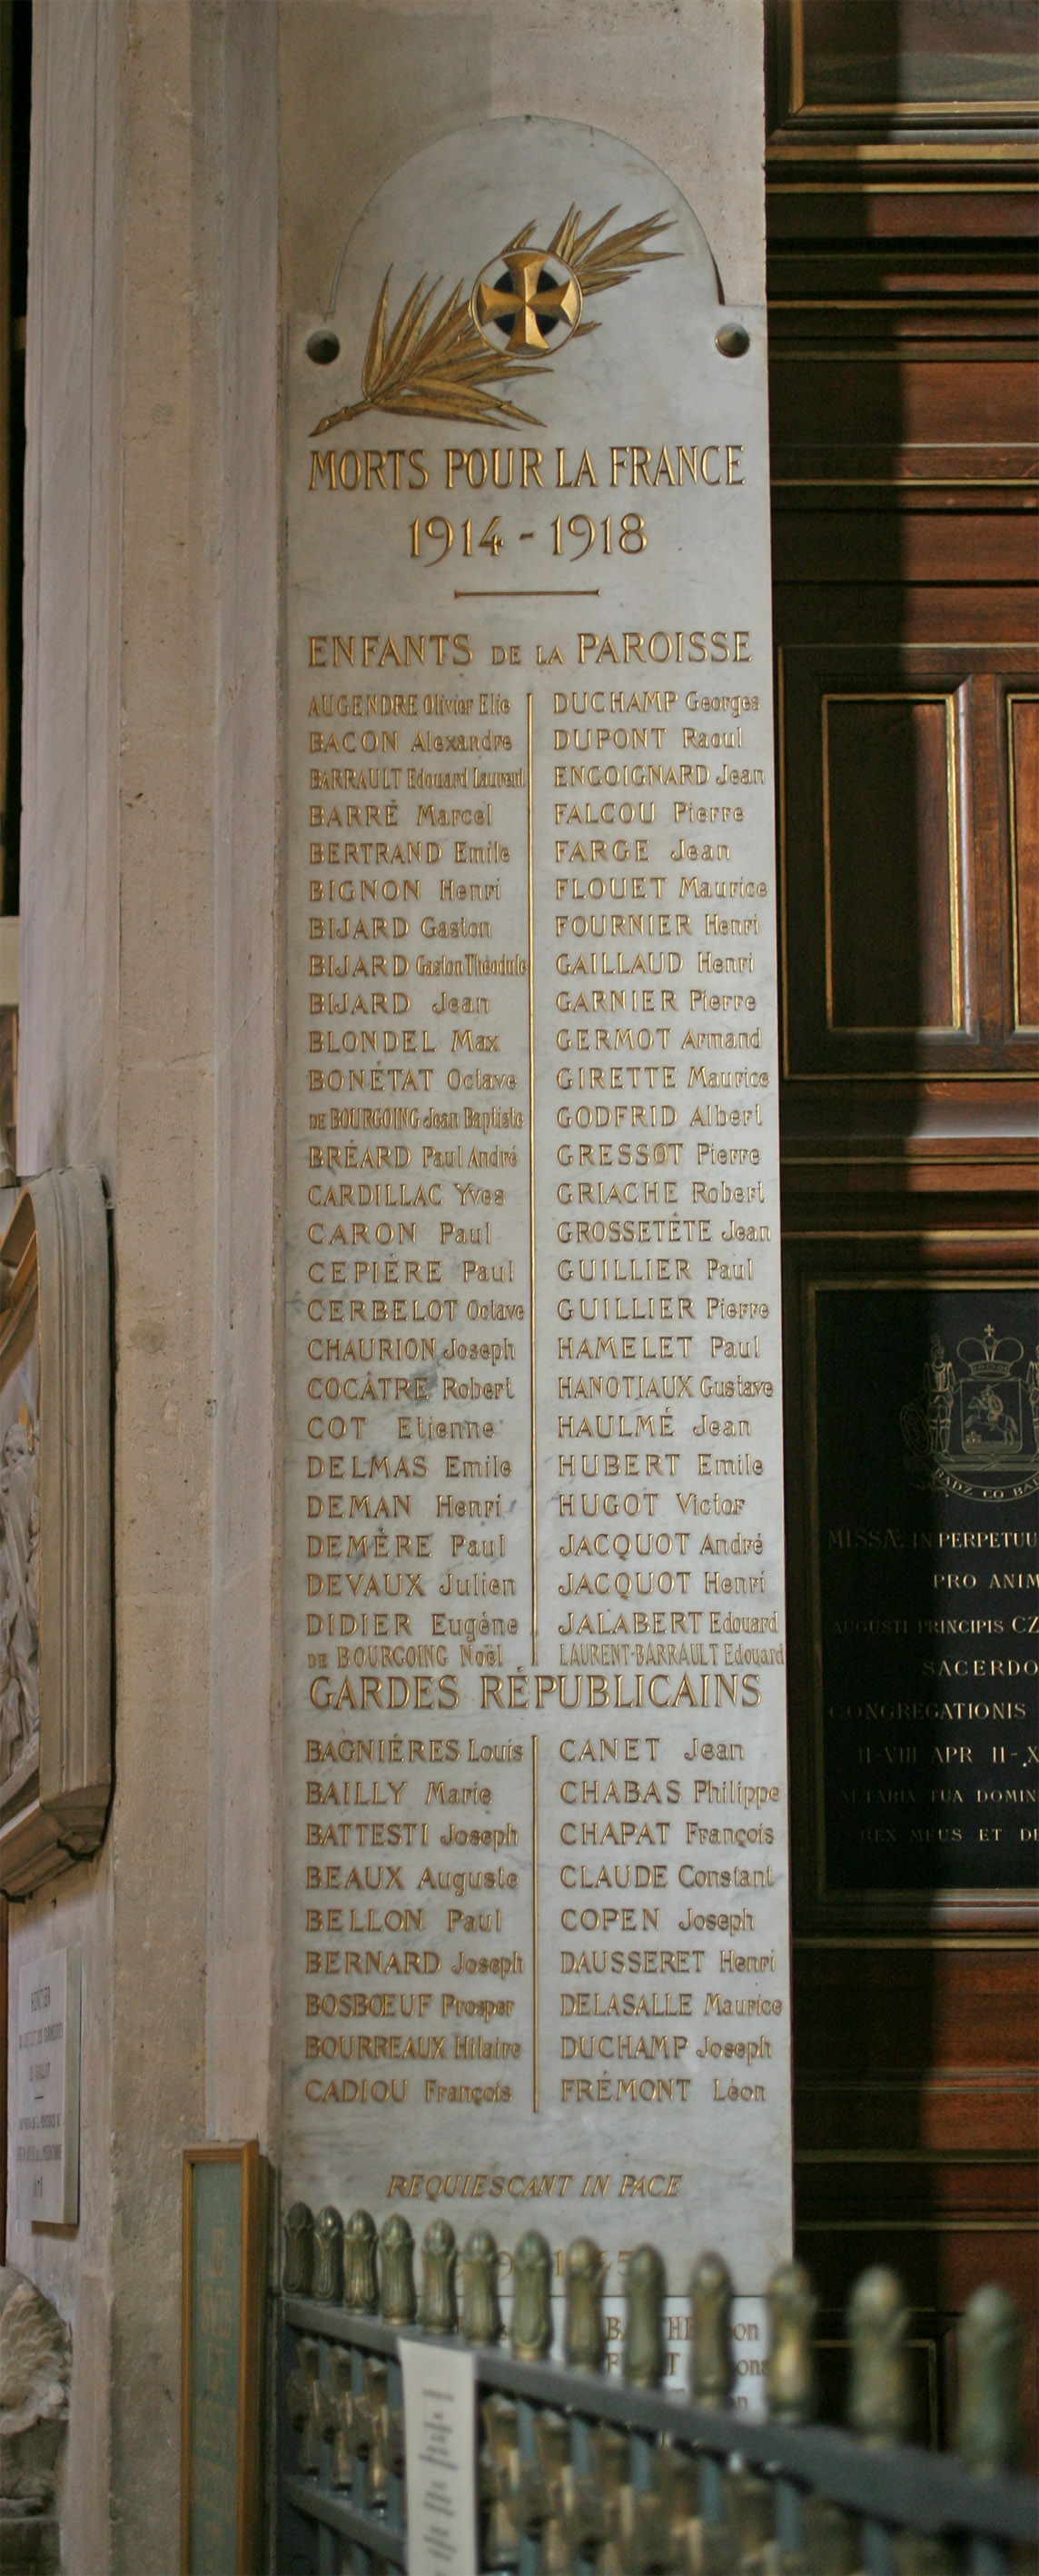 MORTS POUR LA FRANCE
1914 - 1918
ENFANTS DE LA PAROISSE
AUGENDRE Olivier Elie
BACON Alexandre
BARRAULT Edouard Laurent
BARRÉ Marcel
BERTRAND Emile
BIGNON Henri
BIJARD Gaston
BIJARD Gaston Théodule
BIJARD Jean
BLONDEL Max
BONÉTAT Octave
DE BOURGOING Jean Baptiste
BRÉARD Paul André
CARDILLAC Yves
CARON Paul
CEPIÉRE Paul
CERBELOT Octave
CHAURION Joseph
COCÂTRE Robert
COT Etienne
DELMAS Emile
DEMAN Henri
DEMÈRE Paul
DEVAUX Julien
DIDIER Eugène
DE BOURGOING Noël
DUCHAMP Georges
DUPONT Raoul
ENGOIGNARD Jean
FALCOU Pierre
FARGE Jean
FLOUET Maurice
FOURNIER Henri
GAILLAUD Henri
GARNIER Pierre
GERMOT Armand
GIRETTE Maurice
GODFRID Albert
GRESSOT Pierre
GRIACHE Robert
GROSSETÊTE Jean
GUILLIER Paul
GUILLIER Pierre
HAMELET Paul
HANOTIAUX Gustave
HAULMÉ Jean
HUBERT Emile
HUGOT Victor
JACQUOT André
JACQUOT Henri
JALABERT Edouard
LAURENT-BARRAULT Edouard
GARDES RÉPUBLICAINS
BAGNIÉRES Louis
BAILLY Marie
BATTESTI Joseph
BEAUX Auguste
BELLON Paul
BERNARD Joseph
BOSBŒUF Prosper
BOURREAUX Hilaire
CADIOU François
CANET Jean
CHABAS Philippe
CHAPAT François
CLAUDE Constant
COPEN Joseph
DAUSSERET Henri
DELASALLE Maurice
DUCHAMP Joseph
FRÉMONT Léon
REQUIESCANT IN PACE
RADZ CO BAL
MISSÆ IN PERPETUU
PRO ANIM
AUGUSTI PRINCIPIS CZ
SACERDO
CONGREGATIONIS
II-VIII APR II-X
ALTARIA TUA DOMIN
REX MEUS ET DE